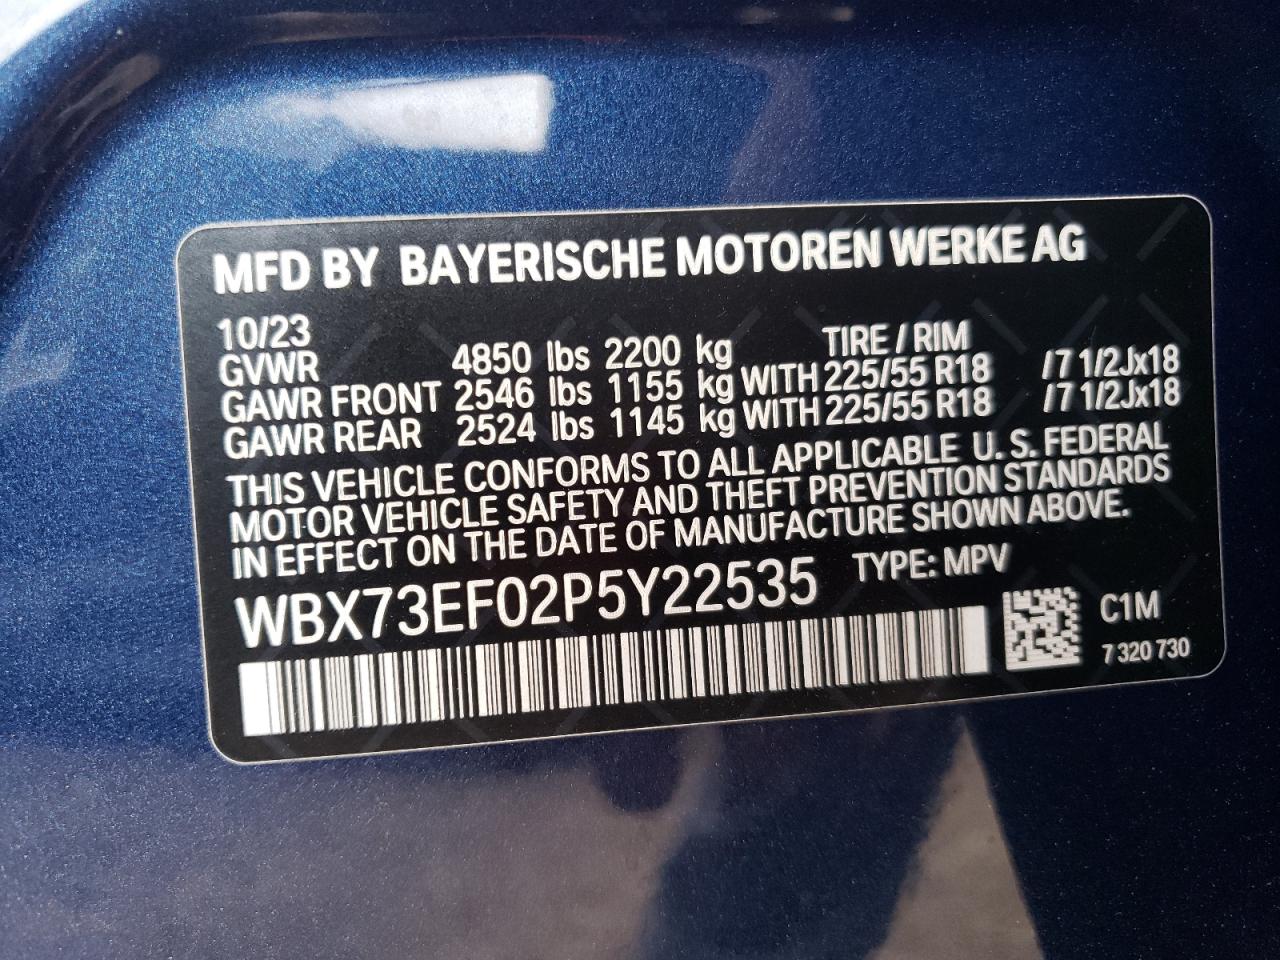 MFD BY BAYERISCHE MOTOREN WERKE AG
10/23 TIRE / RIM
GVWR 4850 lbs 2200 kg
GAWR FRONT 2546 lbs 1155 kg WITH 225/55 R18 /7 1/2Jx18
GAWR REAR 2524 lbs 1145 kg WITH 225/55 R18 /7 1/2Jx18
THIS VEHICLE CONFORMS TO ALL APPLICABLE U. S. FEDERAL
MOTOR VEHICLE SAFETY AND THEFT PREVENTION STANDARDS
IN EFFECT ON THE DATE OF MANUFACTURE SHOWN ABOVE.
WBX73EF02P5Y22535 TYPE: MPV
C1M
7 320 730